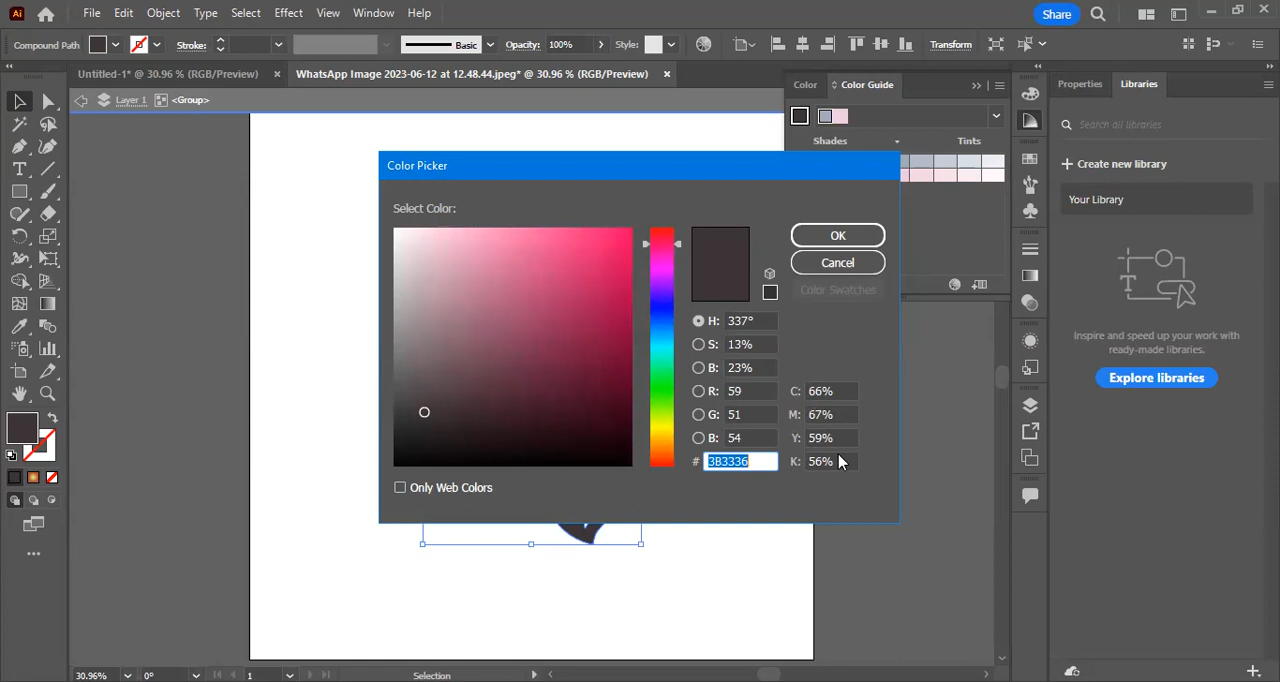 Ai File Edit Object Type Select Effect View Window Help Share
Compound Path Stroke: Basic Opacity: 100% Style: Transform
Untitled-1* @ 30.96 % (RGB/Preview) × WhatsApp Image 2023-06-12 at 12.48.44.jpeg* @ 30.96 % (RGB/Preview) ×
Layer 1 <Group>
Color Color Guide
Shades Tints
Properties Libraries
Search all libraries
Create new library
Your Library
Inspire and speed up your work with
ready-made libraries.
Explore libraries
Color Picker
Select Color:
OK
Cancel
Color Swatches
H: 337°
S: 13%
B: 23%
R: 59 C: 66%
G: 51 M: 67%
B: 54 Y: 59%
# 3B3336 K: 56%
Only Web Colors
30.96% 0° 1 Selection